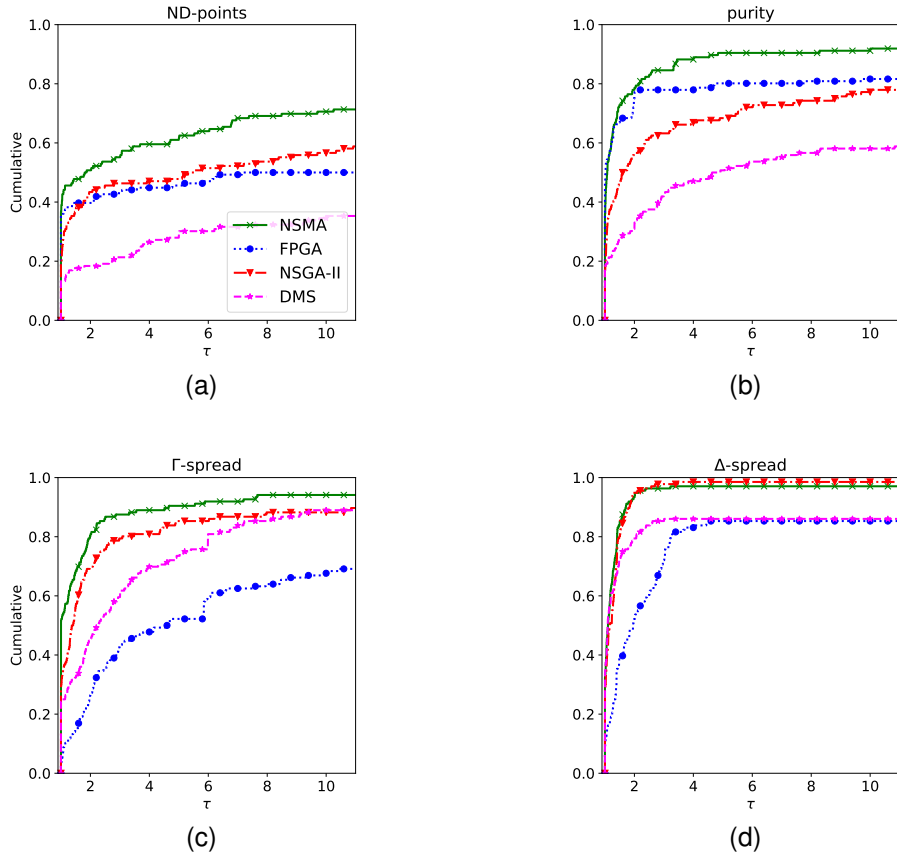 ND-points
1.0
0.8
0.6
0.4
0.2
0.0
Cumulative
2 4 6 8 10
τ
NSMA
FPGA
NSGA-II
DMS
(a)
purity
1.0
0.8
0.6
0.4
0.2
0.0
2 4 6 8 10
τ
(b)
Γ-spread
1.0
0.8
0.6
0.4
0.2
0.0
Cumulative
2 4 6 8 10
τ
(c)
Δ-spread
1.0
0.8
0.6
0.4
0.2
0.0
2 4 6 8 10
τ
(d)